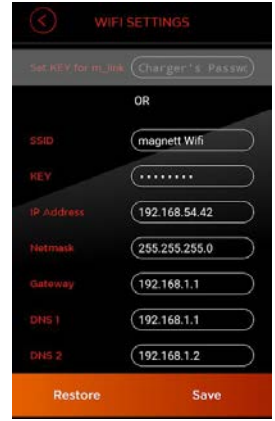 WIFI SETTINGS
Set KEY for m_link Charger's Passwo
OR
SSID magnett Wifi
KEY ••••••••
IP Address 192.168.54.42
Netmask 255.255.255.0
Gateway 192.168.1.1
DNS 1 192.168.1.1
DNS 2 192.168.1.2
Restore Save